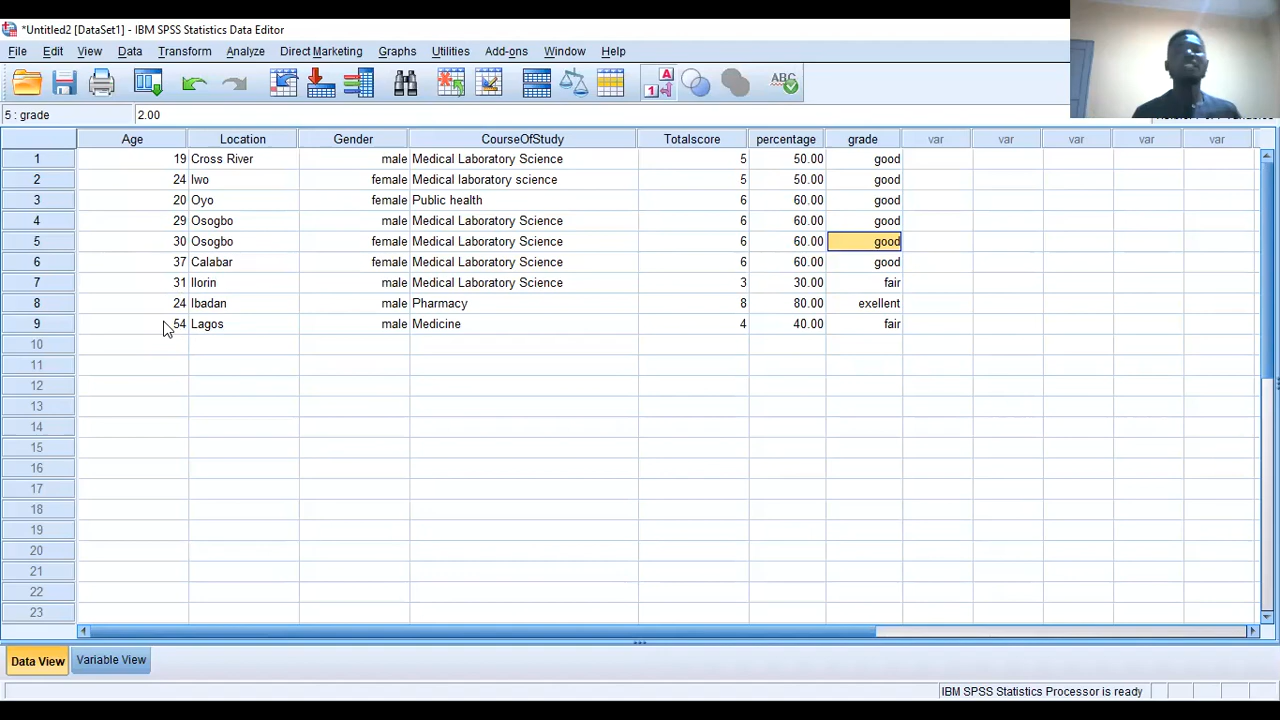 *Untitled2 [DataSet1] - IBM SPSS Statistics Data Editor
File Edit View Data Transform Analyze Direct Marketing Graphs Utilities Add-ons Window Help
5 : grade 2.00
Age Location Gender CourseOfStudy Totalscore percentage grade var var var var var
1 19 Cross River male Medical Laboratory Science 5 50.00 good
2 24 Iwo female Medical laboratory science 5 50.00 good
3 20 Oyo female Public health 6 60.00 good
4 29 Osogbo male Medical Laboratory Science 6 60.00 good
5 30 Osogbo female Medical Laboratory Science 6 60.00 good
6 37 Calabar female Medical Laboratory Science 6 60.00 good
7 31 Ilorin male Medical Laboratory Science 3 30.00 fair
8 24 Ibadan male Pharmacy 8 80.00 exellent
9 54 Lagos male Medicine 4 40.00 fair
10
11
12
13
14
15
16
17
18
19
20
21
22
23
Data View Variable View
IBM SPSS Statistics Processor is ready